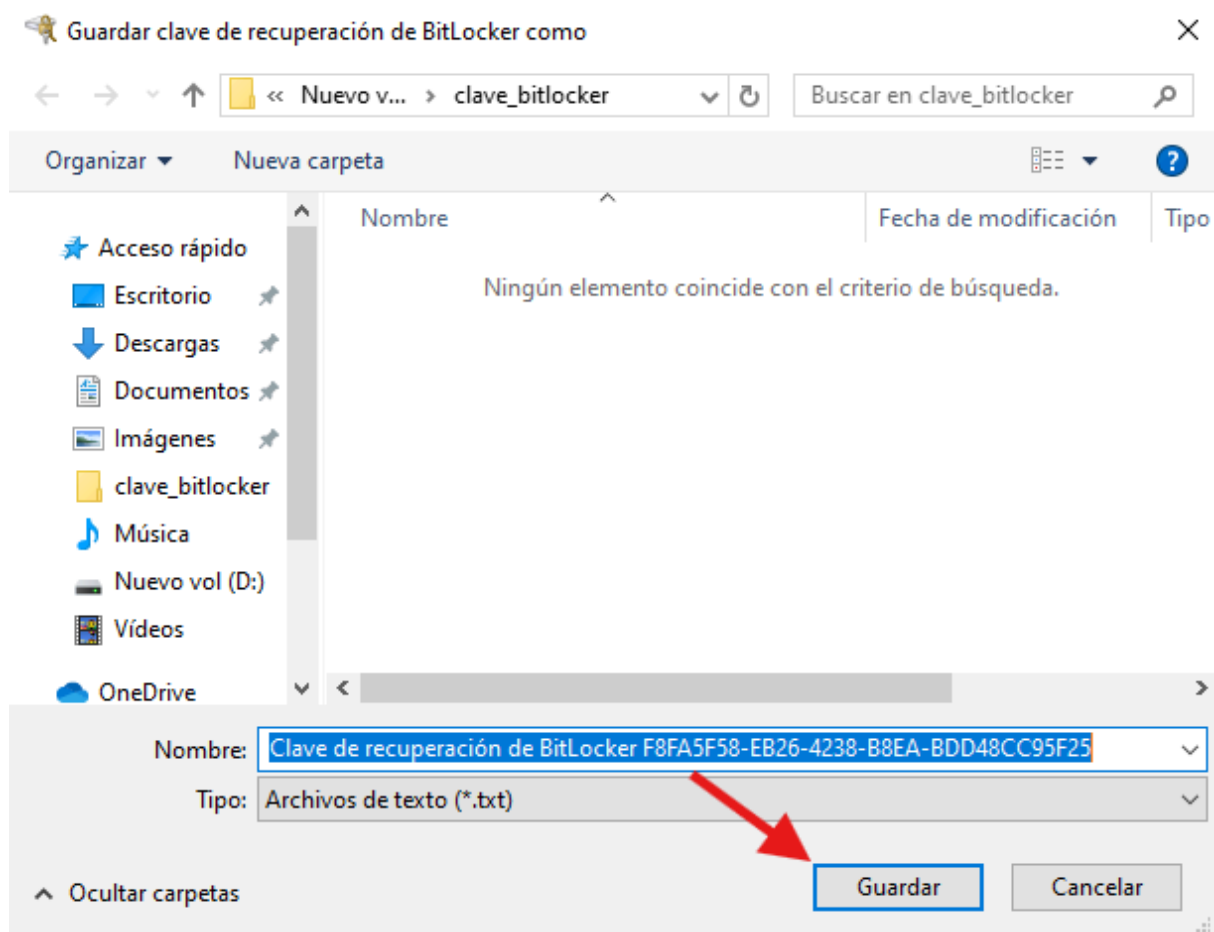 Guardar clave de recuperación de BitLocker como
« Nuevo v... › clave_bitlocker Buscar en clave_bitlocker
Organizar Nueva carpeta ?
Nombre Fecha de modificación Tipo
Ningún elemento coincide con el criterio de búsqueda.
Acceso rápido
Escritorio
Descargas
Documentos
Imágenes
clave_bitlocker
Música
Nuevo vol (D:)
Vídeos
OneDrive
Nombre: Clave de recuperación de BitLocker F8FA5F58-EB26-4238-B8EA-BDD48CC95F25
Tipo: Archivos de texto (*.txt)
Ocultar carpetas Guardar Cancelar